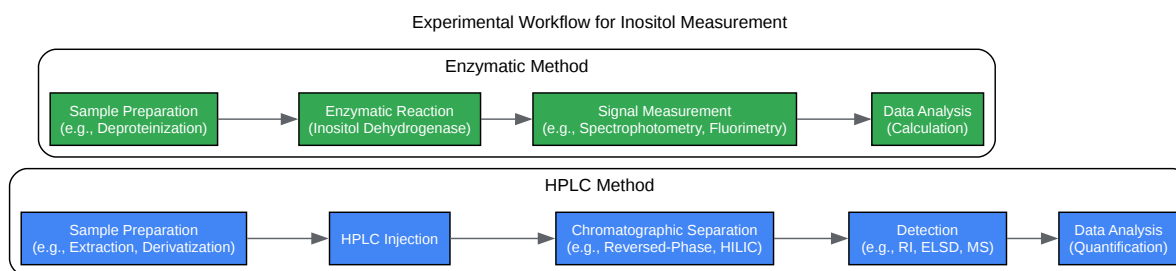 Experimental Workflow for Inositol Measurement
Enzymatic Method
Sample Preparation
(e.g., Deproteinization)
Enzymatic Reaction
(Inositol Dehydrogenase)
Signal Measurement
(e.g., Spectrophotometry, Fluorimetry)
Data Analysis
(Calculation)
HPLC Method
Sample Preparation
(e.g., Extraction, Derivatization)
HPLC Injection
Chromatographic Separation
(e.g., Reversed-Phase, HILIC)
Detection
(e.g., RI, ELSD, MS)
Data Analysis
(Quantification)